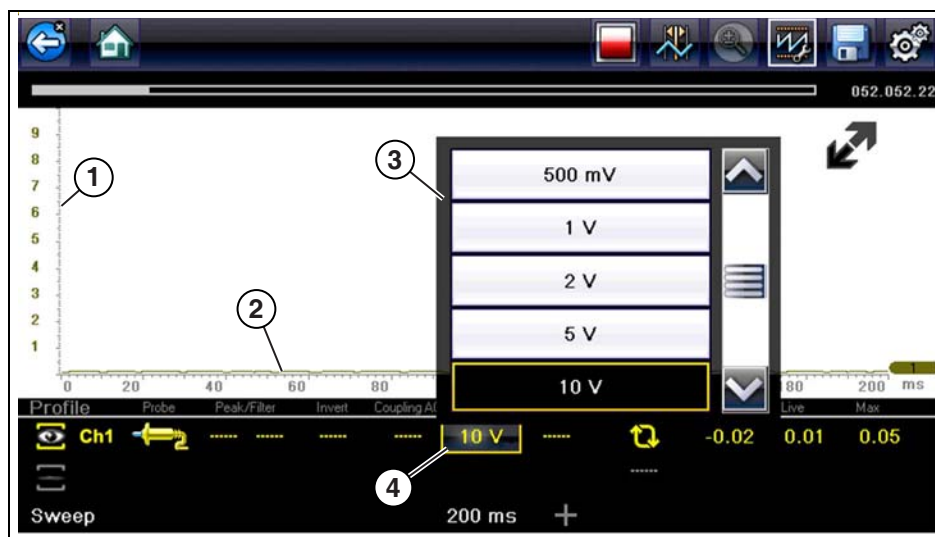 052.052.22
9
8
7
6
5
4
3
2
1
1
2
3
4
500 mV
1 V
2 V
5 V
10 V
0 20 40 60 80 180 200 ms
1
Profile Probe Peak/Filter Invert Coupling Live Max
Ch1 2 ------ ------ ------ ------ 10 V ------ -0.02 0.01 0.05
------
Sweep 200 ms +